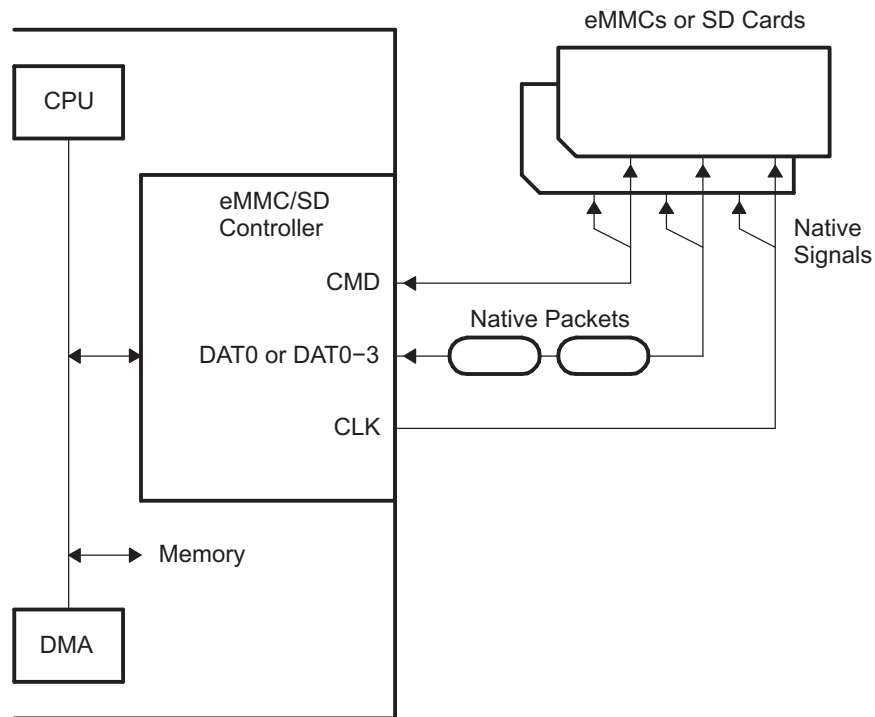 eMMCs or SD Cards
CPU
eMMC/SD
Controller
Native
Signals
CMD
Native Packets
DAT0 or DAT0−3
CLK
Memory
DMA